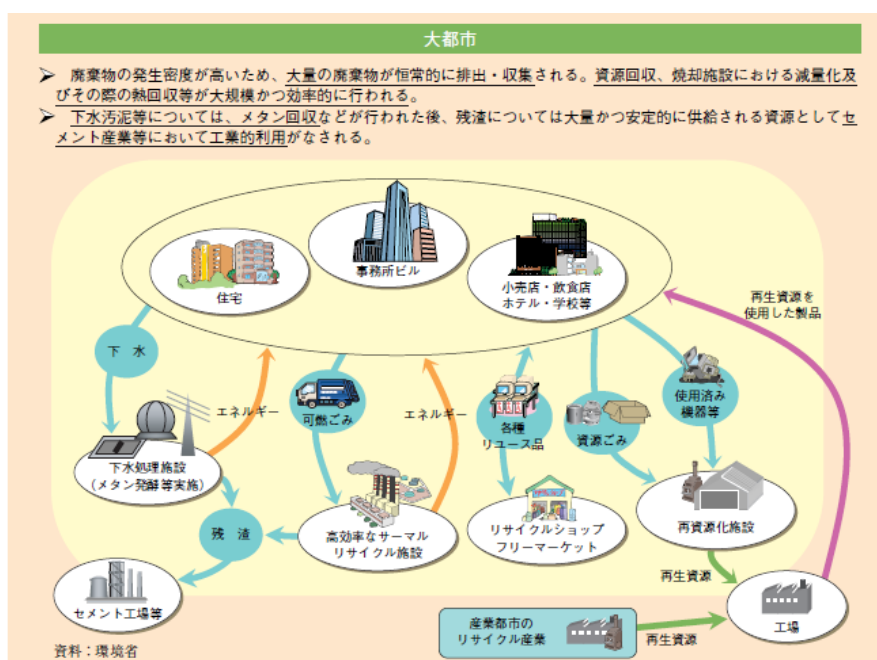 大都市
➢ 廃棄物の発生密度が高いため、大量の廃棄物が恒常的に排出・収集される。資源回収、焼却施設における減量化及
びその際の熱回収等が大規模かつ効率的に行われる。
➢ 下水汚泥等については、メタン回収などが行われた後、残渣については大量かつ安定的に供給される資源としてセ
メント産業等において工業的利用がなされる。
住宅
事務所ビル
小売店・飲食店
ホテル・学校等
再生資源を
使用した製品
下 水
エネルギー
可燃ごみ
エネルギー
各種
リユース品
資源ごみ
使用済み
機器等
下水処理施設
（メタン発酵等実施）
残 渣
高効率なサーマル
リサイクル施設
リサイクルショップ
フリーマーケット
再資源化施設
再生資源
セメント工場等
産業都市の
リサイクル産業
再生資源
工場
資料：環境省